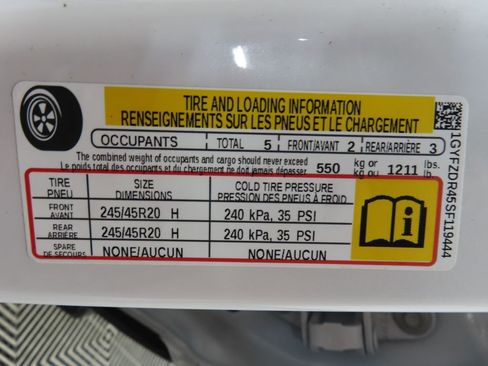 TIRE AND LOADING INFORMATION
RENSEIGNEMENTS SUR LES PNEUS ET LE CHARGEMENT
OCCUPANTS TOTAL 5 FRONT/AVANT 2 REAR/ARRIÈRE 3
The combined weight of occupants and cargo should never exceed 550 kg or 1211 lbs.
Le poids total des occupants et du chargement ne doit jamais dépasser kg ou lb.
TIRE SIZE COLD TIRE PRESSURE
PNEU DIMENSIONS PRESSION DES PNEUS À FROID
FRONT AVANT 245/45R20 H 240 kPa, 35 PSI
REAR ARRIÈRE 245/45R20 H 240 kPa, 35 PSI
SPARE DE SECOURS NONE/AUCUN NONE/AUCUN
1GYFZDR45SF119444